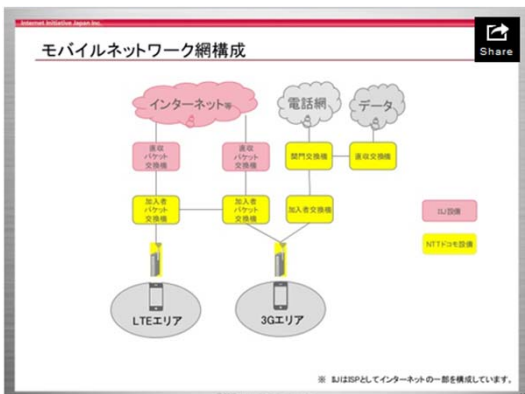 Internet Initiative Japan Inc.
Share
モバイルネットワーク網構成
インターネット等
電話網
データ
直収
パケット
交換機
直収
パケット
交換機
関門交換機
直収交換機
加入者
パケット
交換機
加入者
パケット
交換機
加入者交換機
IIJ設備
NTTドコモ設備
LTEエリア
3Gエリア
※ IIJはISPとしてインターネットの一部を構成しています。